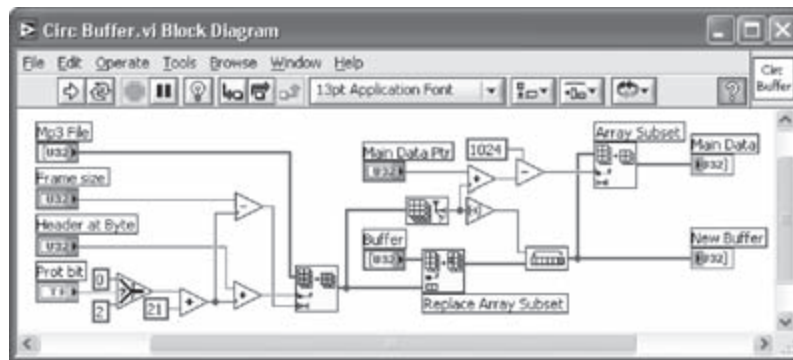 Circ Buffer.vi Block Diagram
File Edit Operate Tools Browse Window Help
13pt Application Font
Circ
Buffer
Mp3 File
[U32]
Frame size
U32
Header at Byte
U32
Prot bit
TF
0
2
21
Main Data Ptr
U32
1024
Buffer
[U32]
Replace Array Subset
Array Subset
Main Data
[U32]
New Buffer
[U32]